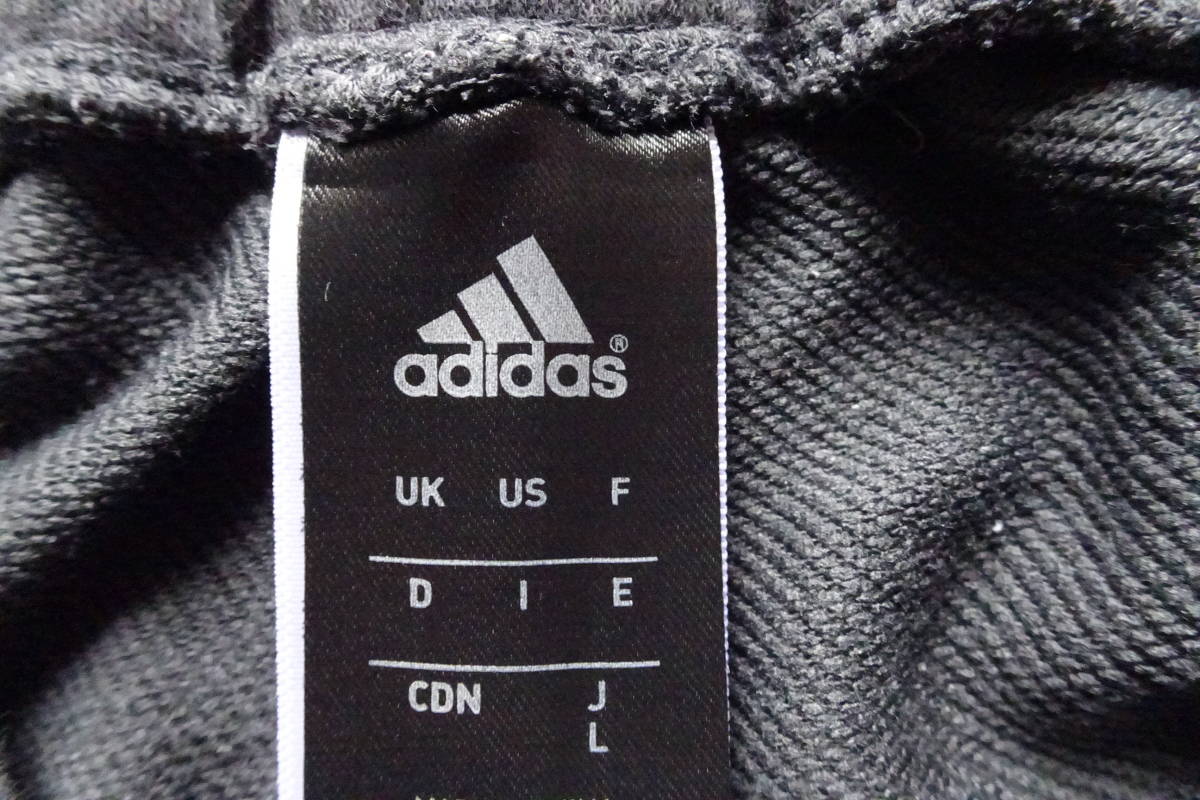 adidas®
UK US F
D I E
CDN J
L